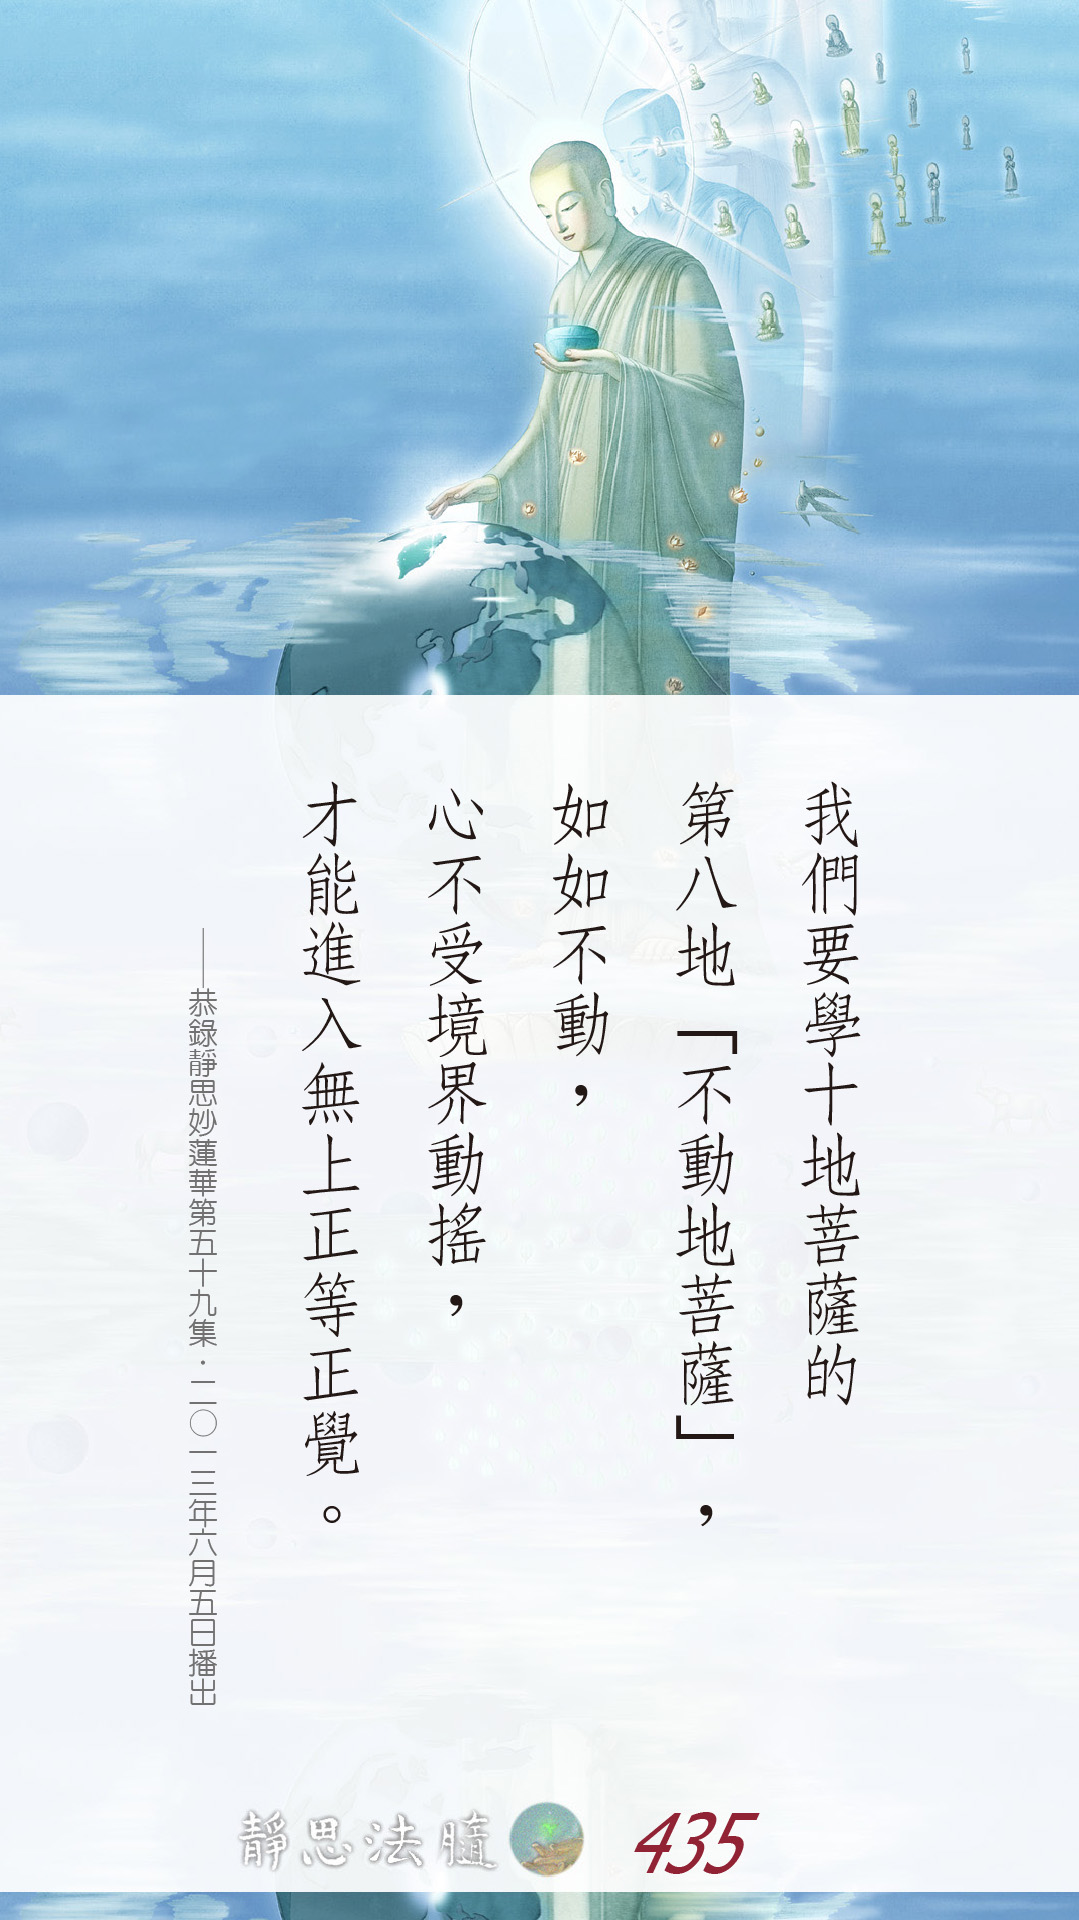 我們要學十地菩薩的
第八地「不動地菩薩」，
如如不動，
心不受境界動搖，
才能進入無上正等正覺。
——恭錄靜思妙蓮華第五十九集．二〇一三年六月五日播出
靜思法髓
435